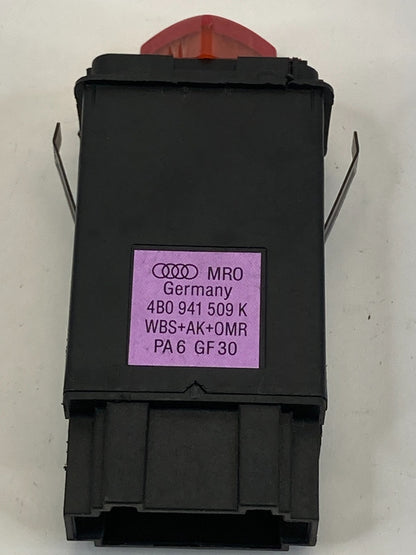 MRO
Germany
4B0 941 509 K
WBS+AK+OMR
PA6 GF30